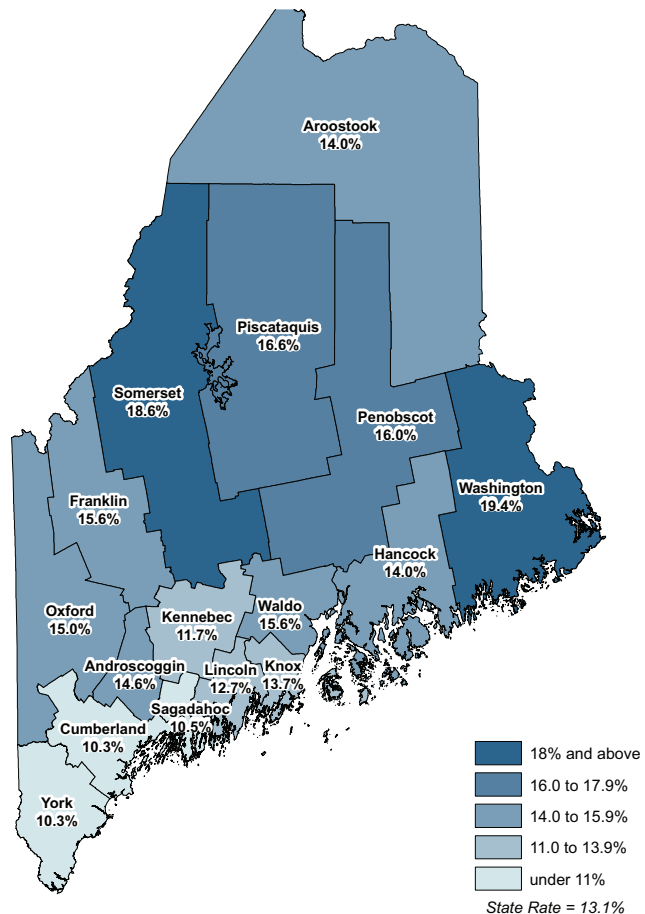 Aroostook
14.0%
Piscataquis
16.6%
Somerset
18.6%
Penobscot
16.0%
Washington
19.4%
Franklin
15.6%
Hancock
14.0%
Oxford
15.0%
Kennebec
11.7%
Waldo
15.6%
Androscoggin
14.6%
Lincoln
12.7%
Knox
13.7%
Sagadahoc
10.5%
Cumberland
10.3%
York
10.3%
18% and above
16.0 to 17.9%
14.0 to 15.9%
11.0 to 13.9%
under 11%
State Rate = 13.1%